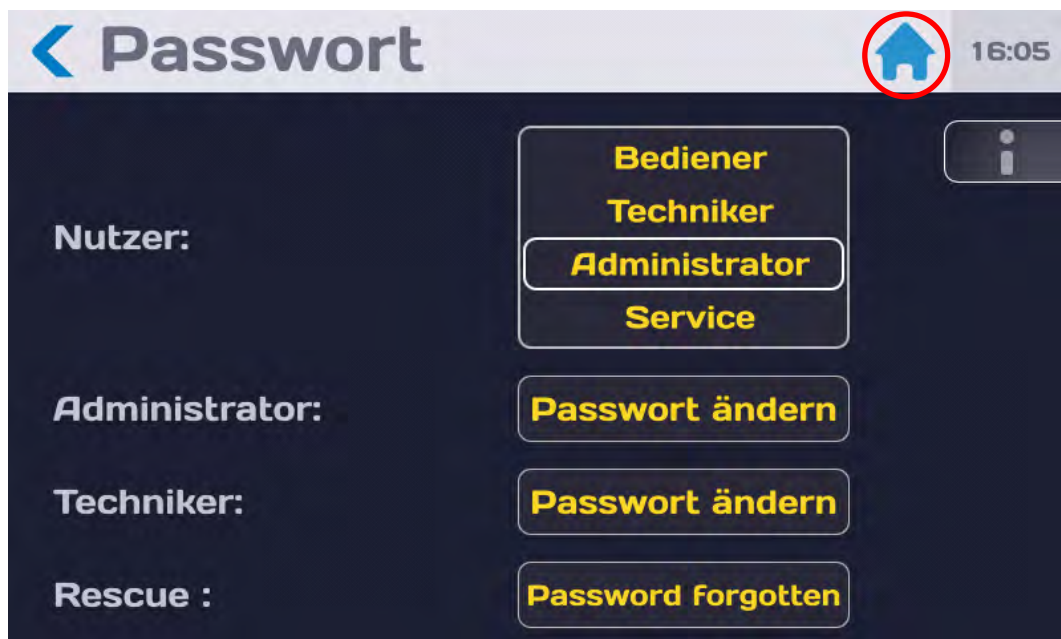 Passwort
16:05
Nutzer:
Bediener
Techniker
Administrator
Service
Administrator:
Passwort ändern
Techniker:
Passwort ändern
Rescue :
Password forgotten